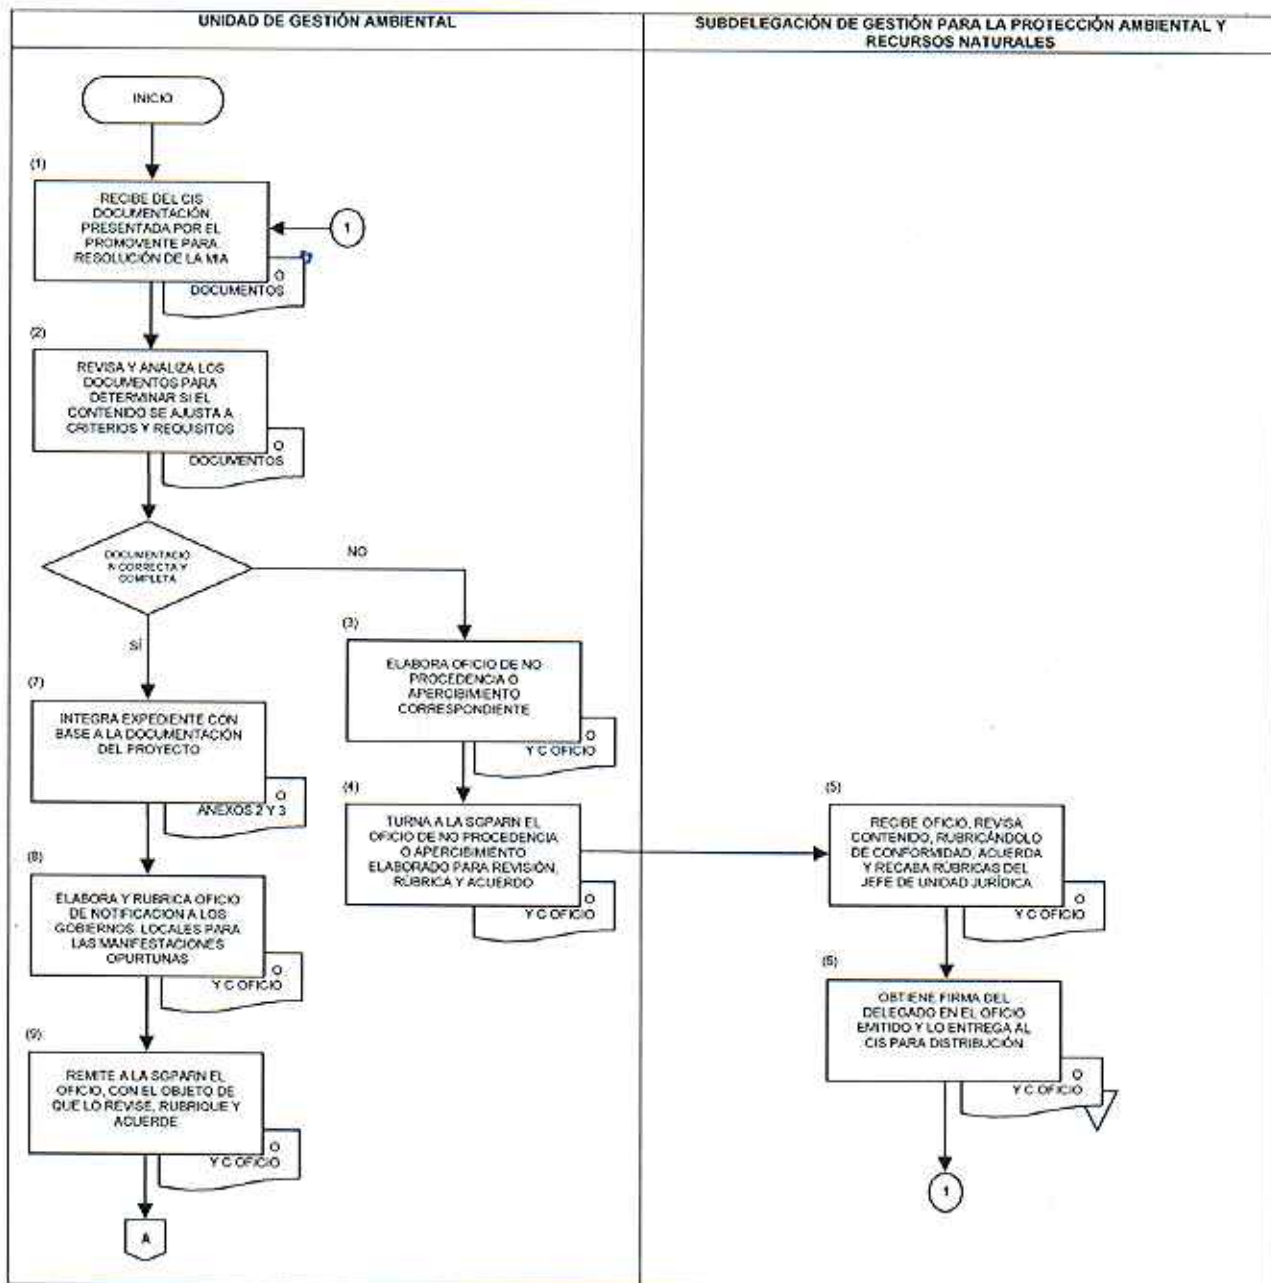 UNIDAD DE GESTIÓN AMBIENTAL
SUBDELEGACIÓN DE GESTIÓN PARA LA PROTECCIÓN AMBIENTAL Y
RECURSOS NATURALES
INICIO
(1)
RECIBE DEL CIS
DOCUMENTACIÓN
PRESENTADA POR EL
PROMOVENTE PARA
RESOLUCIÓN DE LA MIA
1
O
DOCUMENTOS
(2)
REVISA Y ANALIZA LOS
DOCUMENTOS PARA
DETERMINAR SI EL
CONTENIDO SE AJUSTA A
CRITERIOS Y REQUISITOS
O
DOCUMENTOS
DOCUMENTACIÓ
N CORRECTA Y
COMPLETA
NO
SÍ
(3)
ELABORA OFICIO DE NO
PROCEDENCIA O
APERCIBIMIENTO
CORRESPONDIENTE
O
Y C OFICIO
(7)
INTEGRA EXPEDIENTE CON
BASE A LA DOCUMENTACIÓN
DEL PROYECTO
O
ANEXOS 2 Y 3
(4)
TURNA A LA SGPARN EL
OFICIO DE NO PROCEDENCIA
O APERCIBIMIENTO
ELABORADO PARA REVISIÓN,
RÚBRICA Y ACUERDO
O
Y C OFICIO
(5)
RECIBE OFICIO, REVISA
CONTENIDO, RUBRICÁNDOLO
DE CONFORMIDAD, ACUERDA
Y RECABA RÚBRICAS DEL
JEFE DE UNIDAD JURÍDICA
O
Y C OFICIO
(8)
ELABORA Y RUBRICA OFICIO
DE NOTIFICACION A LOS
GOBIERNOS, LOCALES PARA
LAS MANIFESTACIONES
OPURTUNAS
O
Y C OFICIO
(6)
OBTIENE FIRMA DEL
DELEGADO EN EL OFICIO
EMITIDO Y LO ENTREGA AL
CIS PARA DISTRIBUCIÓN
O
Y C OFICIO
(9)
REMITE A LA SGPARN EL
OFICIO, CON EL OBJETO DE
QUE LO REVISE, RUBRIQUE Y
ACUERDE
O
Y C OFICIO
1
A